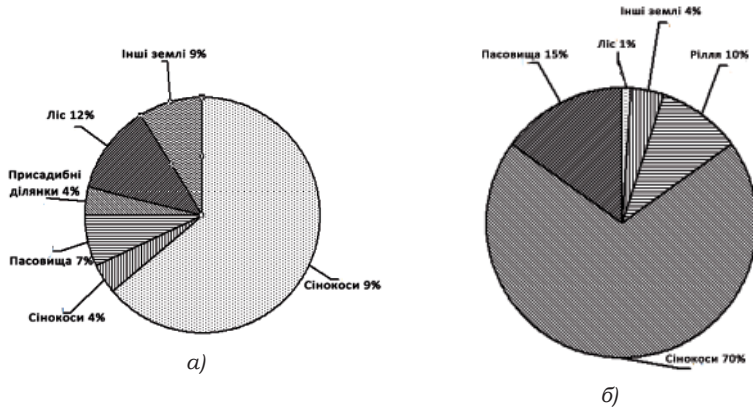 Інші землі 9%
Ліс 12%
Присадибні
ділянки 4%
Пасовища 7%
Сінокоси 4%
Сінокоси 9%
а)
Інші землі 4%
Ліс 1%
Пасовища 15%
Рілля 10%
Сінокоси 70%
б)